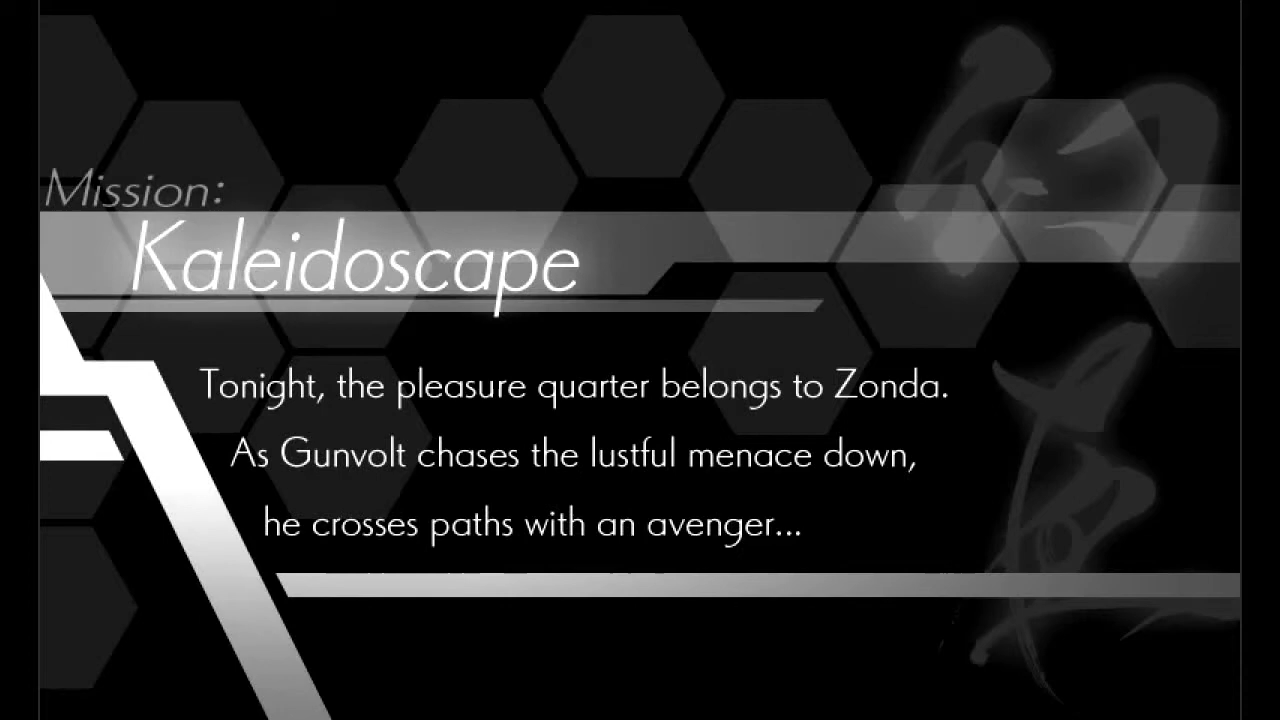 Mission:
Kaleidoscape
Tonight, the pleasure quarter belongs to Zonda.
As Gunvolt chases the lustful menace down,
he crosses paths with an avenger...